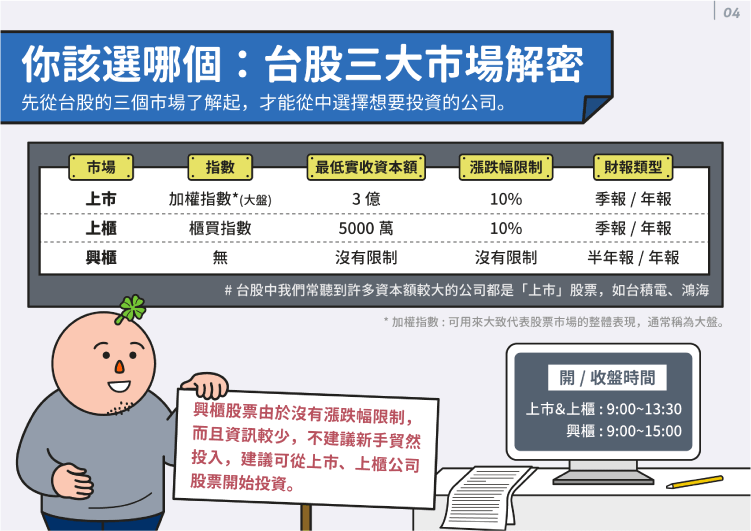 04
你該選哪個：台股三大市場解密
先從台股的三個市場了解起，才能從中選擇想要投資的公司。
市場 指數 最低實收資本額 漲跌幅限制 財報類型
上市 加權指數*(大盤) 3 億 10% 季報 / 年報
上櫃 櫃買指數 5000 萬 10% 季報 / 年報
興櫃 無 沒有限制 沒有限制 半年報 / 年報
# 台股中我們常聽到許多資本額較大的公司都是「上市」股票，如台積電、鴻海
* 加權指數 : 可用來大致代表股票市場的整體表現，通常稱為大盤。
興櫃股票由於沒有漲跌幅限制，
而且資訊較少，不建議新手貿然
投入，建議可從上市、上櫃公司
股票開始投資。
開 / 收盤時間
上市&上櫃 : 9:00~13:30
興櫃 : 9:00~15:00